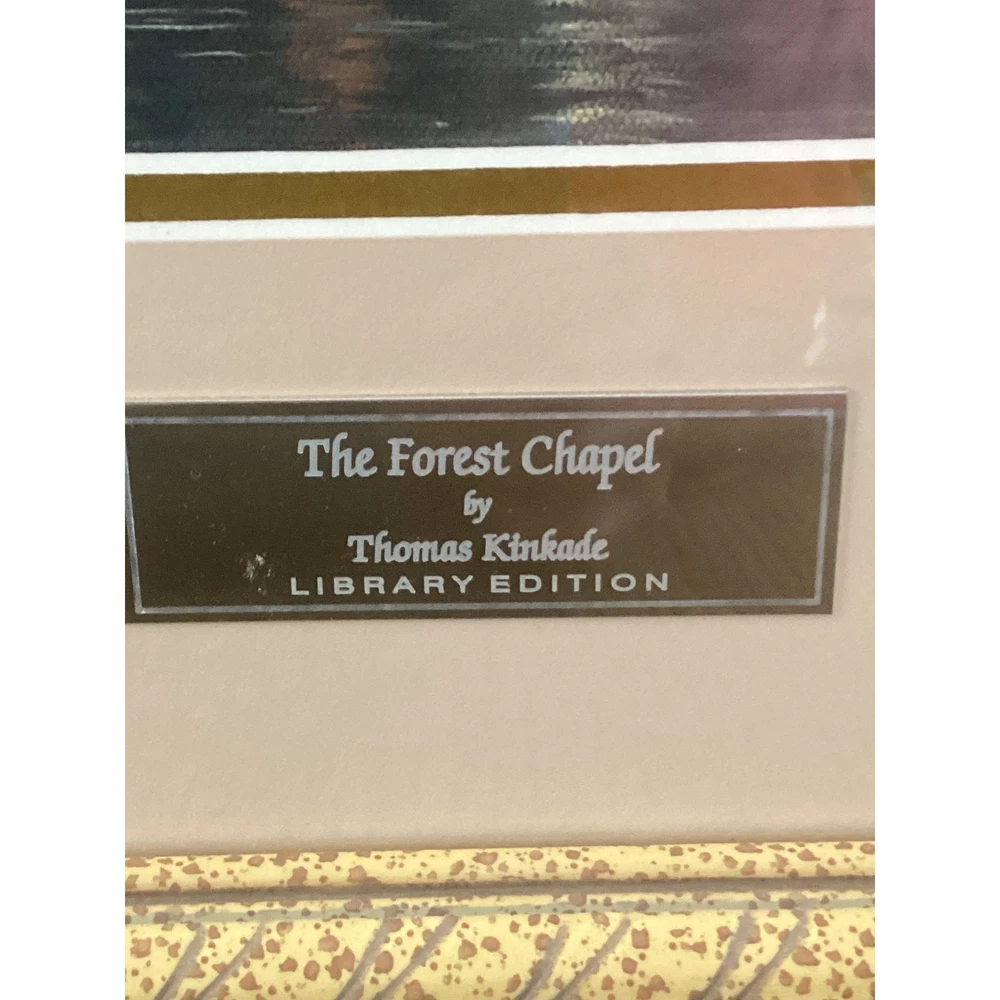 The Forest Chapel
by
Thomas Kinkade
LIBRARY EDITION